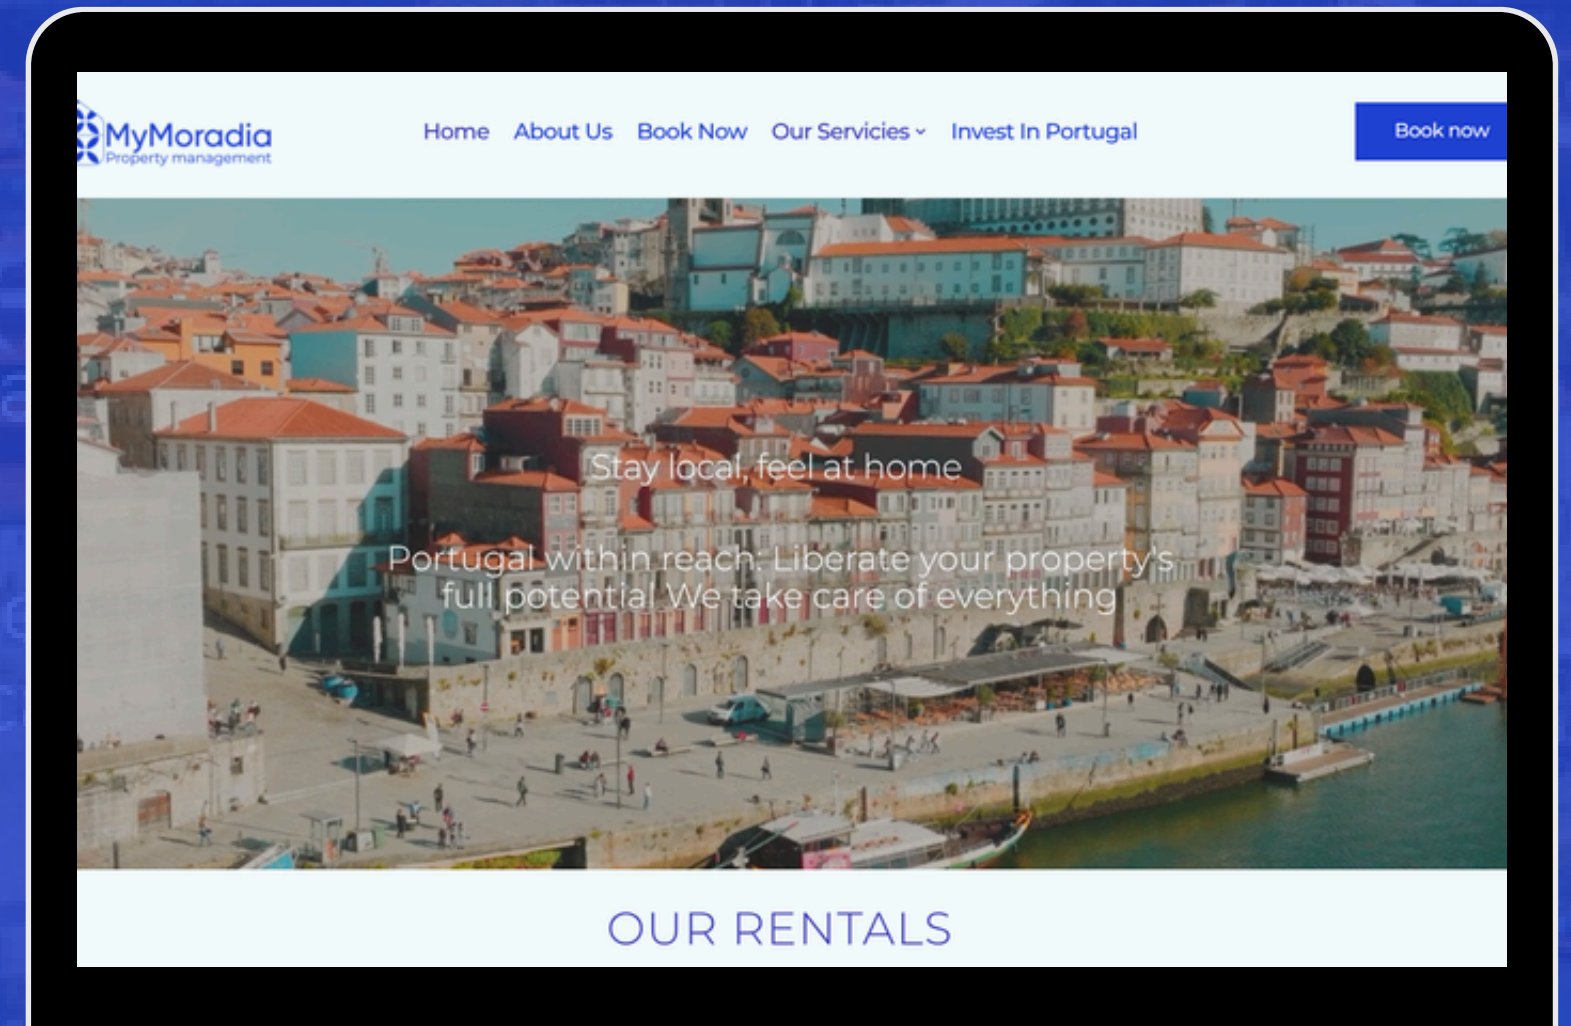 MyMoradia
Property management
Home About Us Book Now Our Servicies Invest In Portugal
Book now
Stay local, feel at home
Portugal within reach: Liberate your property's
full potential We take care of everything
OUR RENTALS